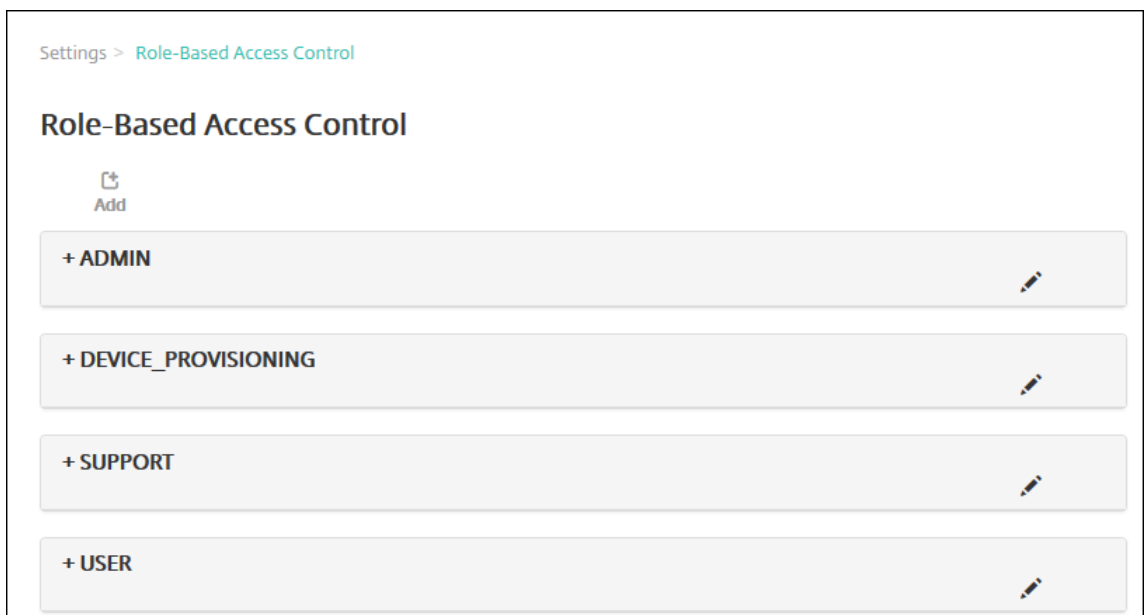 Settings > Role-Based Access Control
Role-Based Access Control
Add
+ ADMIN
+ DEVICE_PROVISIONING
+ SUPPORT
+ USER